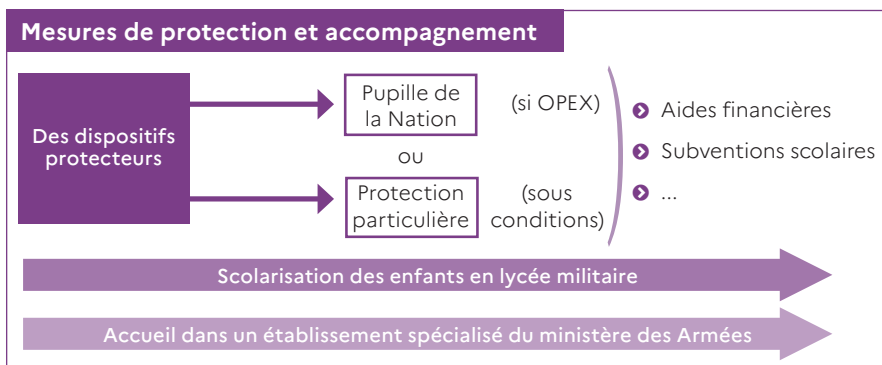 Mesures de protection et accompagnement
Des dispositifs
protecteurs
Pupille de
la Nation
(si OPEX)
ou
Protection
particulière
(sous
conditions)
Aides financières
Subventions scolaires
...
Scolarisation des enfants en lycée militaire
Accueil dans un établissement spécialisé du ministère des Armées